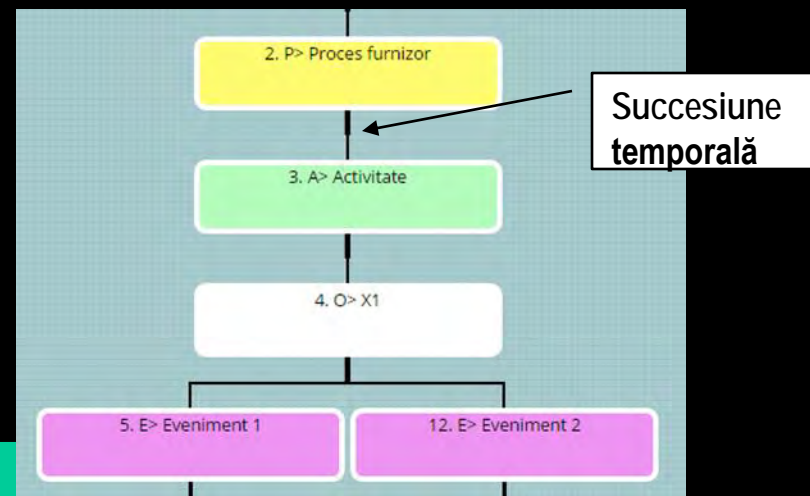 2. P> Proces furnizor
Succesiune
temporală
3. A> Activitate
4. O> X1
5. E> Eveniment 1
12. E> Eveniment 2